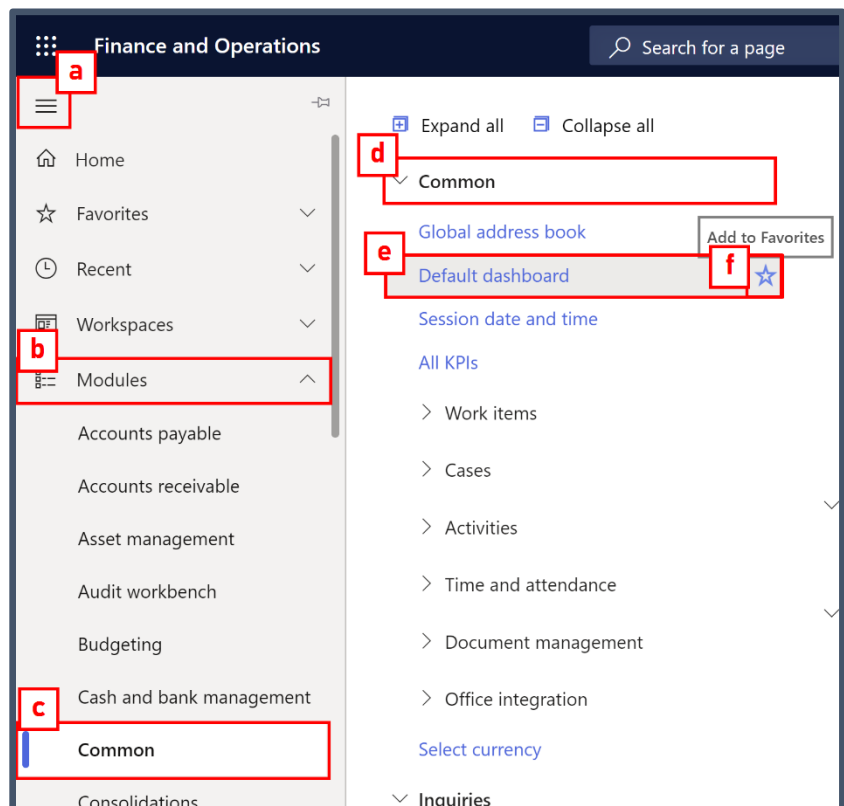 Finance and Operations
Search for a page
a
Home
Favorites
Recent
Workspaces
b
Modules
Accounts payable
Accounts receivable
Asset management
Audit workbench
Budgeting
Cash and bank management
c
Common
Consolidations
Expand all
Collapse all
d
Common
Global address book
Add to Favorites
e
Default dashboard
f
Session date and time
All KPIs
Work items
Cases
Activities
Time and attendance
Document management
Office integration
Select currency
Inquiries